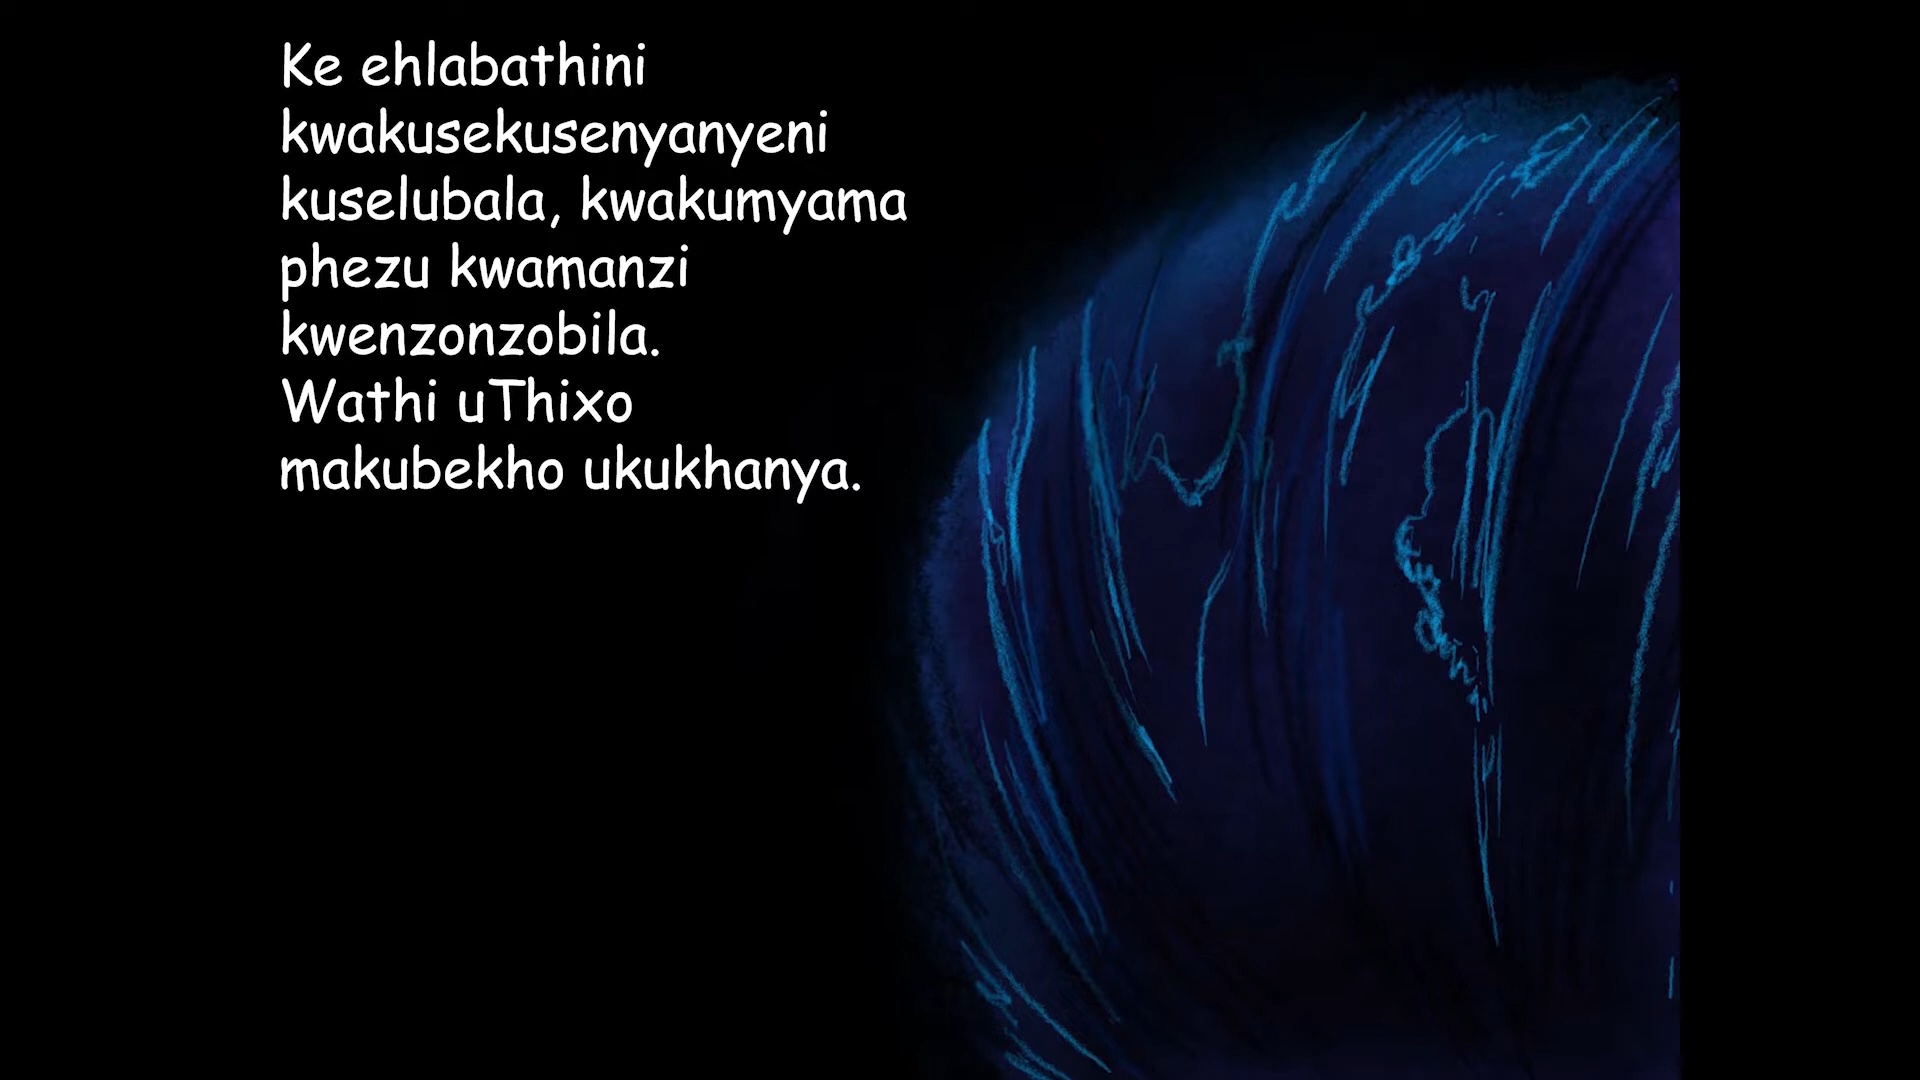 Ke ehlabathini
kwakusekusenyanyeni
kuselubala, kwakumyama
phezu kwamanzi
kwenzonzobila.
Wathi uThixo
makubekho ukukhanya.